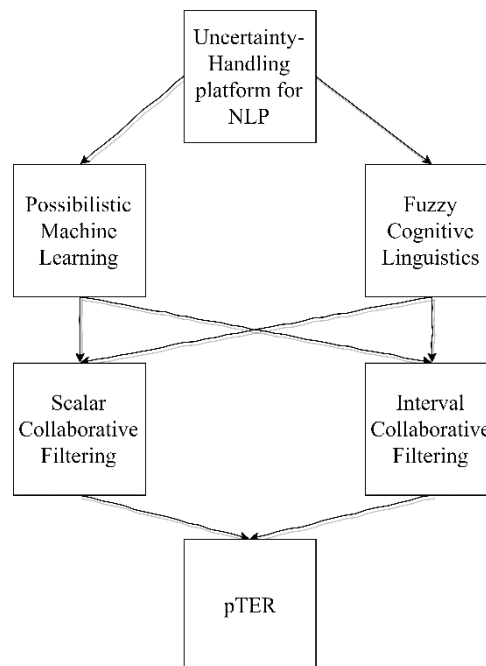 Uncertainty-
Handling
platform for
NLP
Possibilistic
Machine
Learning
Fuzzy
Cognitive
Linguistics
Scalar
Collaborative
Filtering
Interval
Collaborative
Filtering
pTER